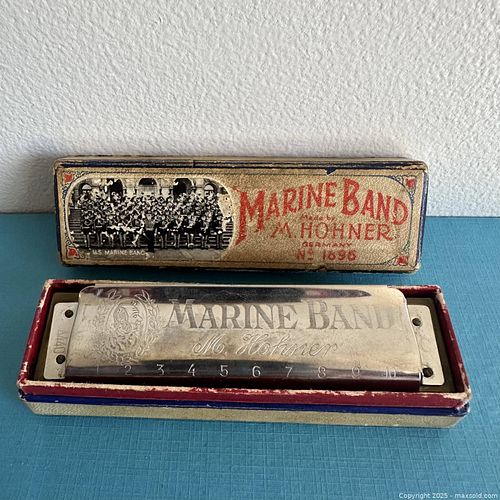 MARINE BAND
Made by
M. HOHNER
GERMANY
No 1896
U.S. MARINE BAND
MARINE BAND
M. Hohner
1 2 3 4 5 6 7 8 9 10
Copyright 2025 - maxsold.com